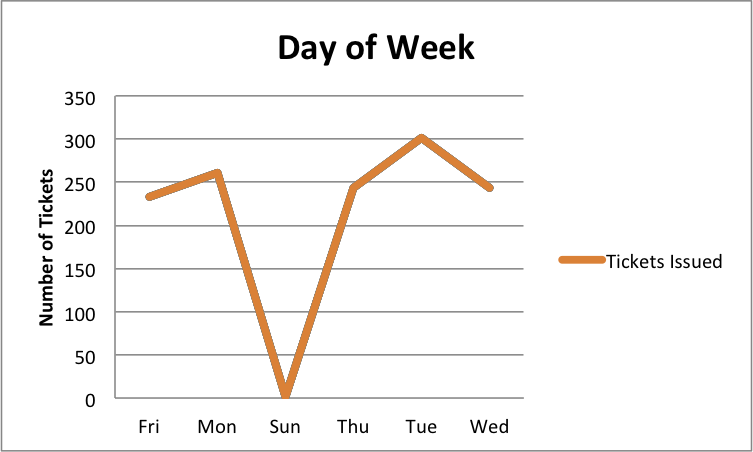 Day of Week
Number of Tickets
350
300
250
200
150
100
50
0
Fri Mon Sun Thu Tue Wed
Tickets Issued